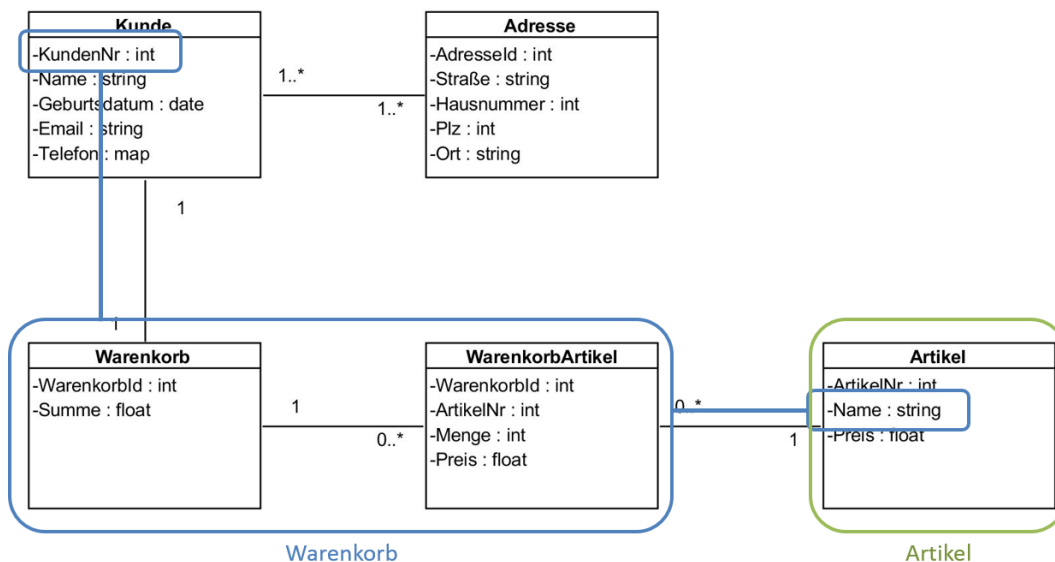 Kunde
-KundenNr : int
-Name : string
-Geburtsdatum : date
-Email : string
-Telefon : map
Adresse
-AdresseId : int
-Straße : string
-Hausnummer : int
-Plz : int
-Ort : string
1..*
1..*
1
Warenkorb
-WarenkorbId : int
-Summe : float
1
0..*
WarenkorbArtikel
-WarenkorbId : int
-ArtikelNr : int
-Menge : int
-Preis : float
0..*
1
Artikel
-ArtikelNr : int
-Name : string
-Preis : float
Warenkorb
Artikel